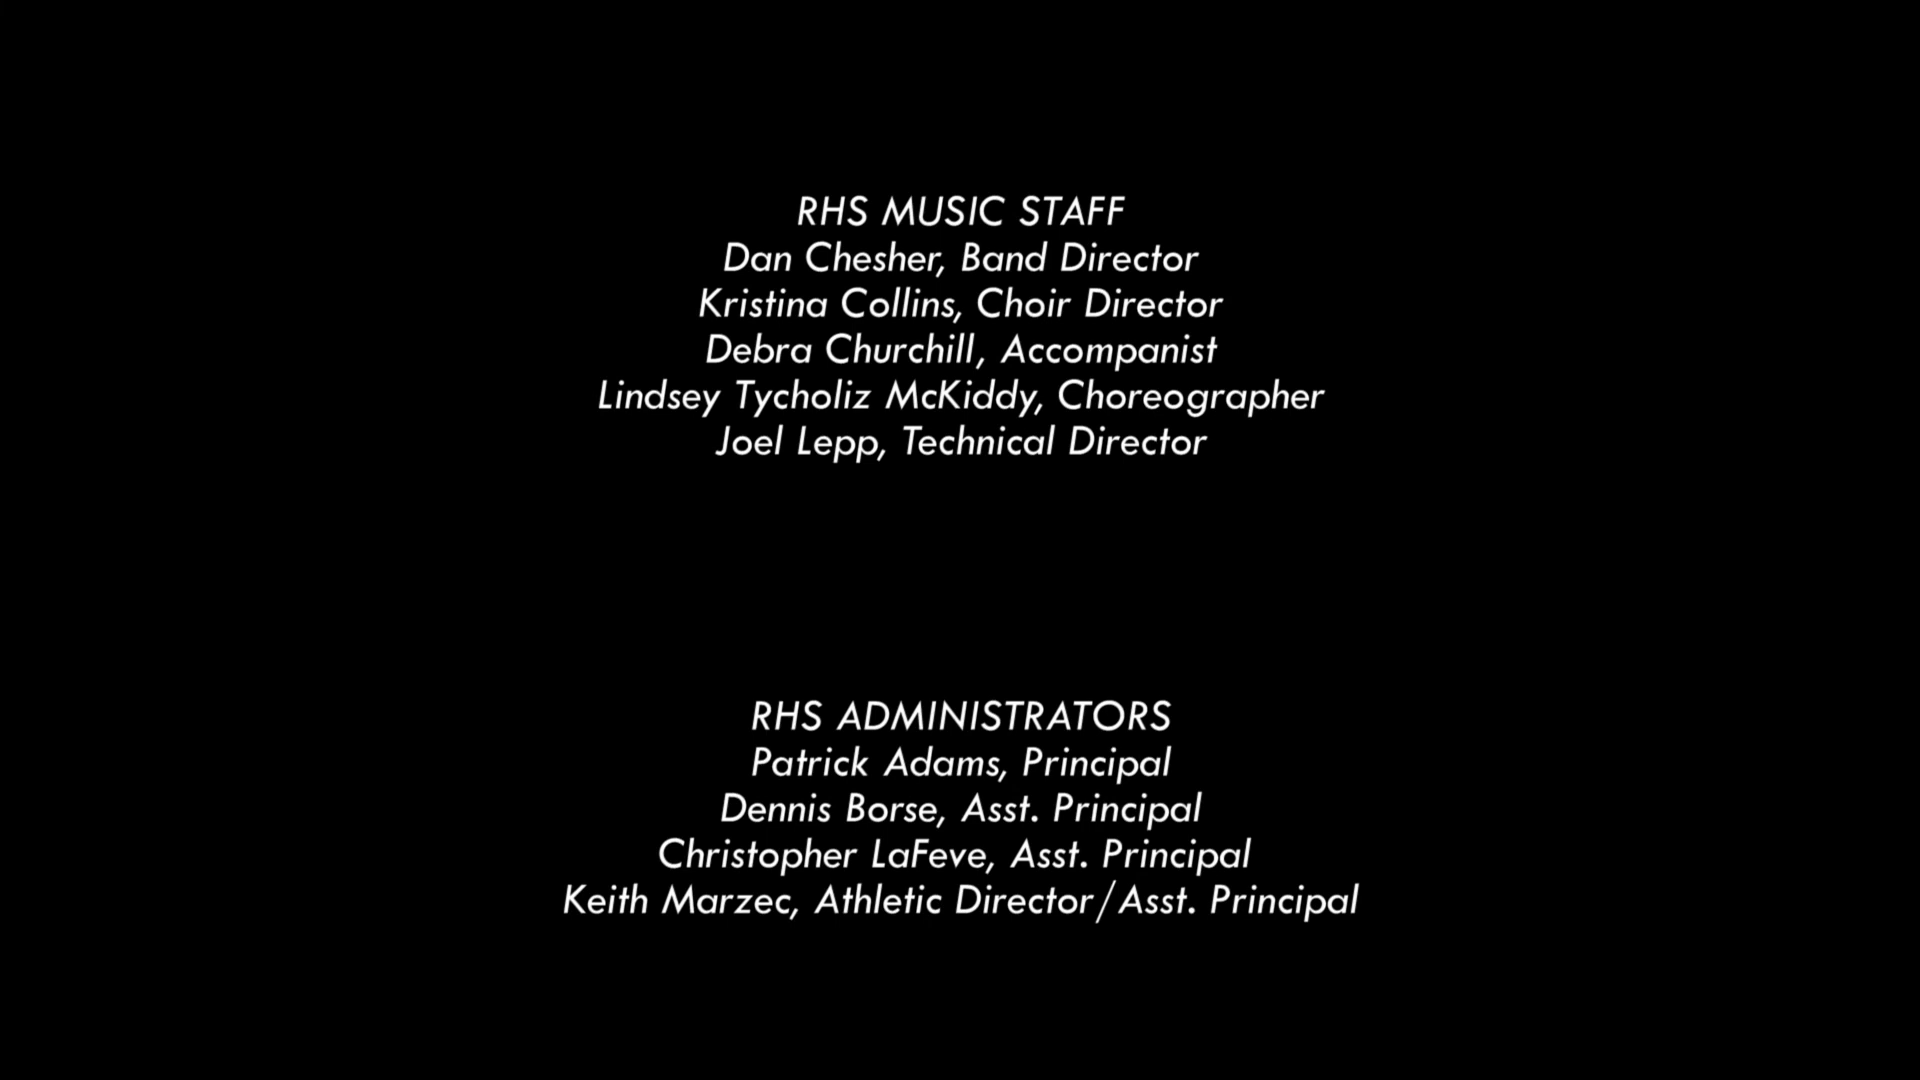 RHS MUSIC STAFF
Dan Chesher, Band Director
Kristina Collins, Choir Director
Debra Churchill, Accompanist
Lindsey Tycholiz McKiddy, Choreographer
Joel Lepp, Technical Director
RHS ADMINISTRATORS
Patrick Adams, Principal
Dennis Borse, Asst. Principal
Christopher LaFeve, Asst. Principal
Keith Marzec, Athletic Director/Asst. Principal